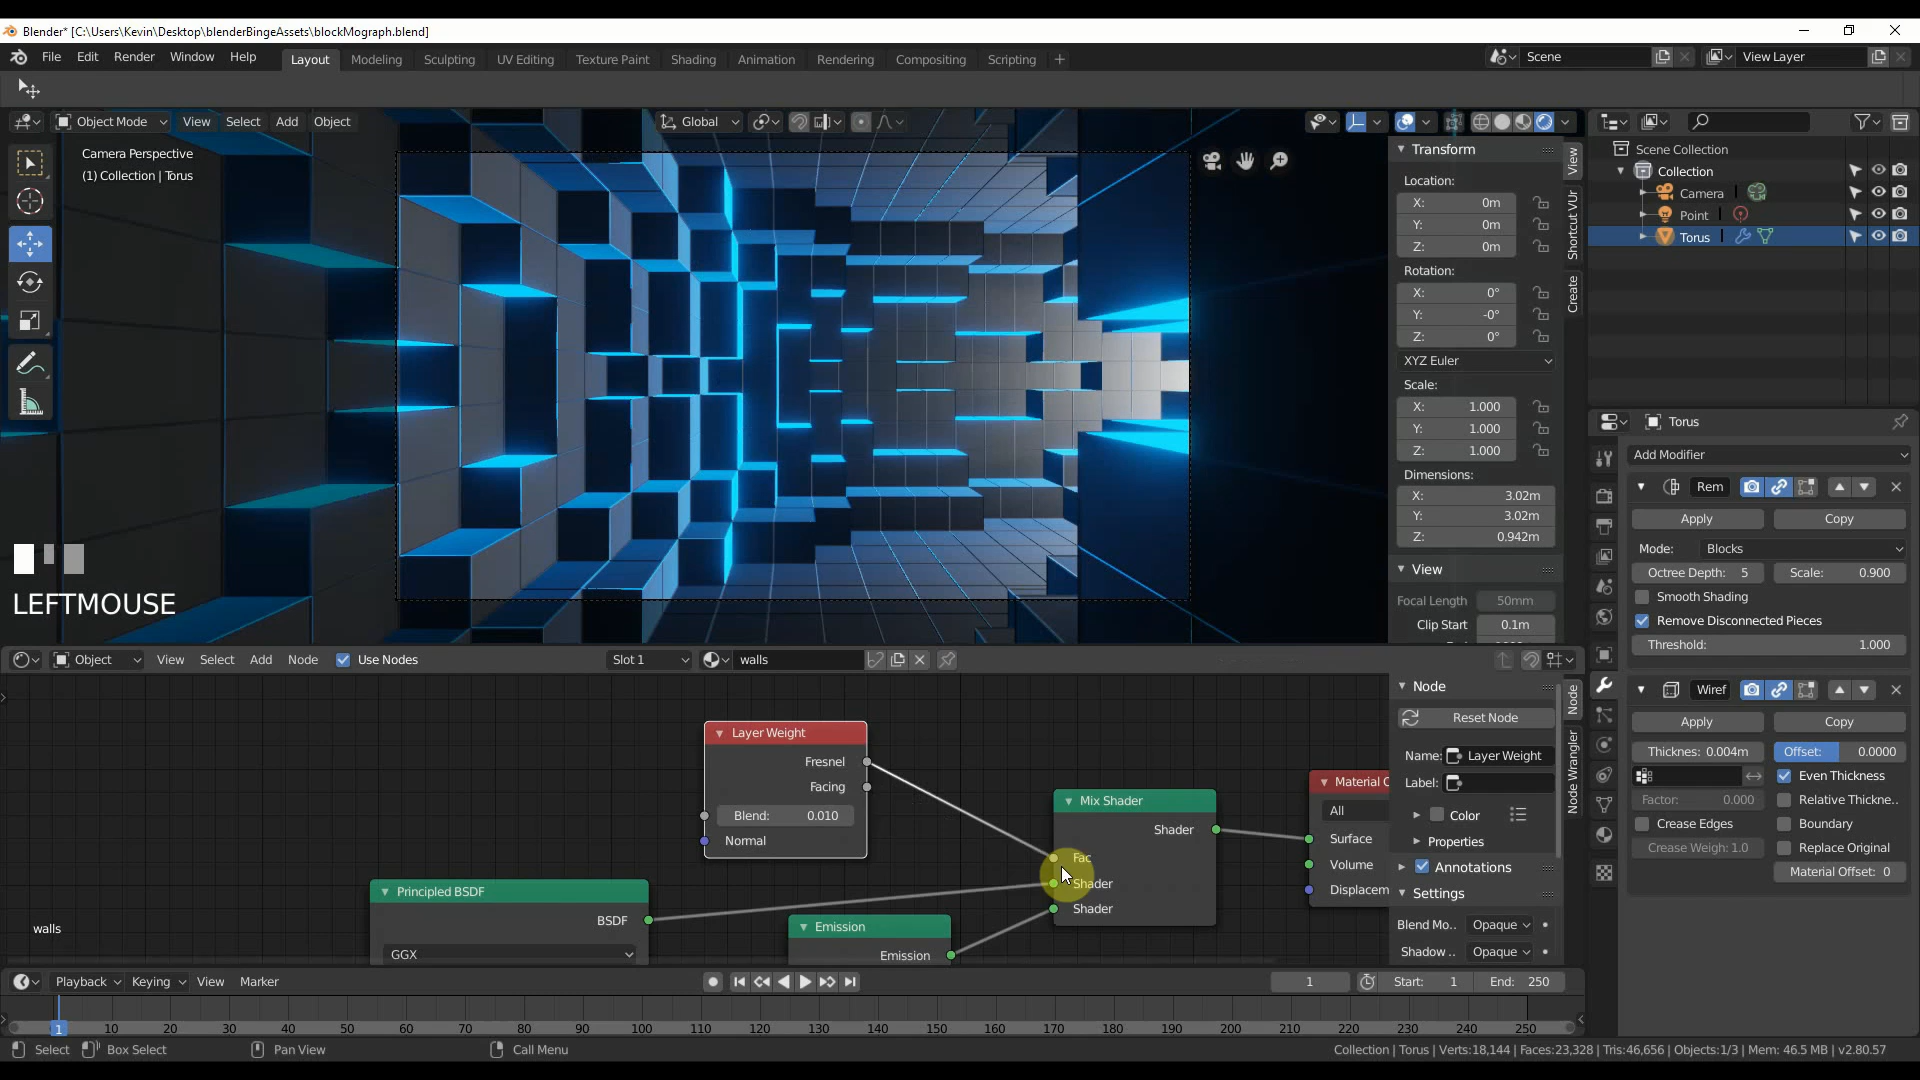 Blender* [C:\Users\Kevin\Desktop\blenderBingeAssets\blockMograph.blend]
File Edit Render Window Help Layout Modeling Sculpting UV Editing Texture Paint Shading Animation Rendering Compositing Scripting + Scene View Layer
Object Mode View Select Add Object Global
Camera Perspective
(1) Collection | Torus
LEFTMOUSE
Transform
Location:
X: 0m
Y: 0m
Z: 0m
Rotation:
X: 0°
Y: -0°
Z: 0°
XYZ Euler
Scale:
X: 1.000
Y: 1.000
Z: 1.000
Dimensions:
X: 3.02m
Y: 3.02m
Z: 0.942m
View
Focal Length 50mm
Clip Start 0.1m
View
Shortcut VUr
Create
Scene Collection
Collection
Camera
Point
Torus
Torus
Add Modifier
Rem
Apply Copy
Mode: Blocks
Octree Depth: 5 Scale: 0.900
Smooth Shading
Remove Disconnected Pieces
Threshold: 1.000
Wiref
Apply Copy
Thicknes: 0.004m Offset: 0.0000
Even Thickness
Factor: 0.000 Relative Thickne..
Crease Edges Boundary
Crease Weigh: 1.0 Replace Original
Material Offset: 0
Object View Select Add Node Use Nodes Slot 1 walls
Layer Weight
Fresnel
Facing
Blend: 0.010
Normal
Principled BSDF
BSDF
GGX
Emission
Emission
Mix Shader
Shader
Fac
Shader
Shader
Material O
All
Surface
Volume
Displacem
walls
Node
Reset Node
Name: Layer Weight
Label:
Color
Properties
Annotations
Settings
Blend Mo.. Opaque
Shadow .. Opaque
Node
Node Wrangler
Playback Keying View Marker 1 Start: 1 End: 250
1 10 20 30 40 50 60 70 80 90 100 110 120 130 140 150 160 170 180 190 200 210 220 230 240 250
Select Box Select Pan View Call Menu Collection | Torus | Verts:18,144 | Faces:23,328 | Tris:46,656 | Objects:1/3 | Mem: 46.5 MB | v2.80.57